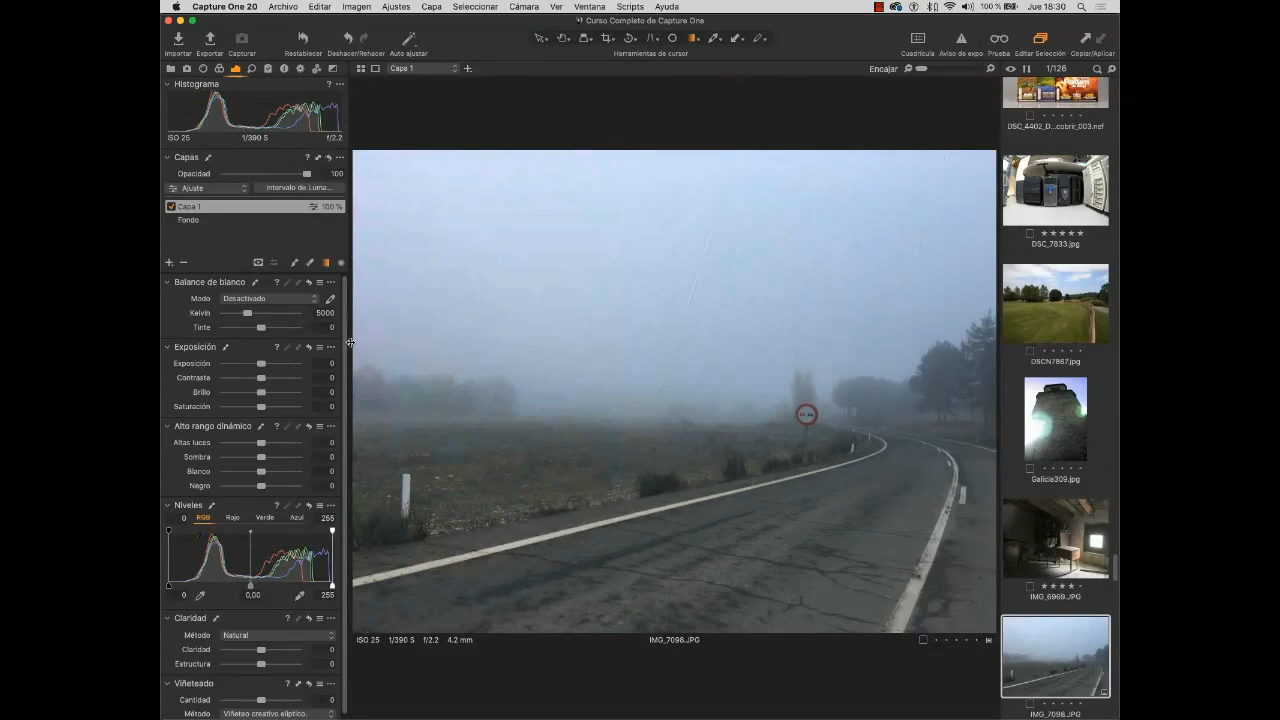 Capture One 20 Archivo Editar Imagen Ajustes Capa Seleccionar Cámara Ver Ventana Scripts Ayuda 100 % Jue 18:30
Curso Completo de Capture One
Importar Exportar Capturar Restablecer Deshacer/Rehacer Auto ajustar Herramientas de cursor Cuadrícula Aviso de expo Prueba Editar Selección Copiar/Aplicar
Capa 1 Encajar 1/126
Histograma ? ...
ISO 25 1/390 S f/2.2
Capas ? ...
Opacidad 100
Ajuste Intervalo de Luma...
Capa 1 100 %
Fondo
Balance de blanco ? ...
Modo Desactivado
Kelvin 5000
Tinte 0
Exposición ? ...
Exposición 0
Contraste 0
Brillo 0
Saturación 0
Alto rango dinámico ? ...
Altas luces 0
Sombra 0
Blanco 0
Negro 0
Niveles ? ...
0 RGB Rojo Verde Azul 255
0 0,00 255
Claridad ? ...
Método Natural
Claridad 0
Estructura 0
Viñeteado ? ...
Cantidad 0
Método Viñeteo creativo elíptico.
ISO 25 1/390 S f/2.2 4.2 mm IMG_7098.JPG
DSC_4402_D...cobrir_003.nef
DSC_7833.jpg
DSCN7867.jpg
Galicia309.jpg
IMG_6969.JPG
IMG_7098.JPG